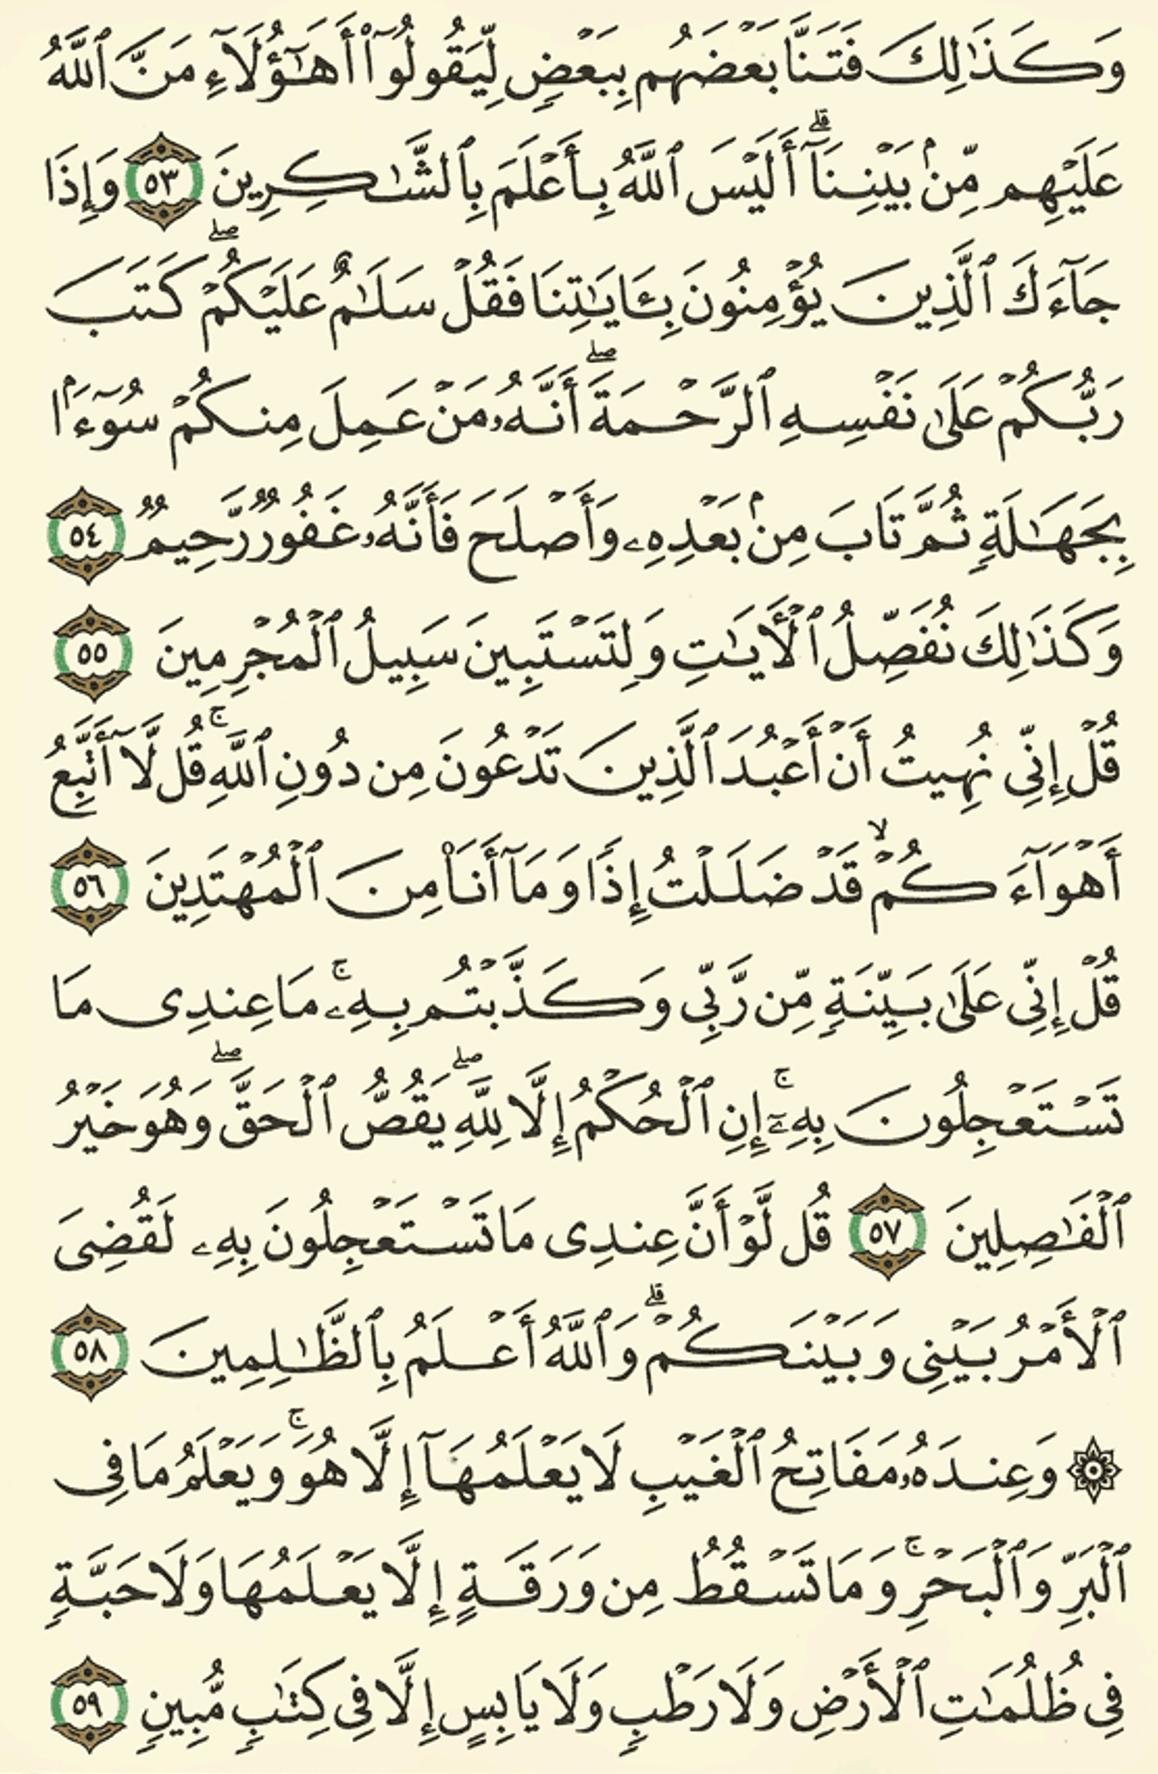 وَكَذَٰلِكَ فَتَنَّا بَعْضَهُم بِبَعْضٍ لِّيَقُولُوٓا۟ أَهَـٰٓؤُلَآءِ مَنَّ ٱللَّهُ
عَلَيْهِم مِّنۢ بَيْنِنَآ ۗ أَلَيْسَ ٱللَّهُ بِأَعْلَمَ بِٱلشَّـٰكِرِينَ ٥٣ وَإِذَا
جَآءَكَ ٱلَّذِينَ يُؤْمِنُونَ بِـَٔايَـٰتِنَا فَقُلْ سَلَـٰمٌ عَلَيْكُمْ ۖ كَتَبَ
رَبُّكُمْ عَلَىٰ نَفْسِهِ ٱلرَّحْمَةَ ۖ أَنَّهُۥ مَنْ عَمِلَ مِنكُمْ سُوٓءًۢا
بِجَهَـٰلَةٍ ثُمَّ تَابَ مِنۢ بَعْدِهِۦ وَأَصْلَحَ فَأَنَّهُۥ غَفُورٌ رَّحِيمٌ ٥٤
وَكَذَٰلِكَ نُفَصِّلُ ٱلْـَٔايَـٰتِ وَلِتَسْتَبِينَ سَبِيلُ ٱلْمُجْرِمِينَ ٥٥
قُلْ إِنِّى نُهِيتُ أَنْ أَعْبُدَ ٱلَّذِينَ تَدْعُونَ مِن دُونِ ٱللَّهِ ۚ قُل لَّآ أَتَّبِعُ
أَهْوَآءَكُمْ ۙ قَدْ ضَلَلْتُ إِذًا وَمَآ أَنَا۠ مِنَ ٱلْمُهْتَدِينَ ٥٦
قُلْ إِنِّى عَلَىٰ بَيِّنَةٍ مِّن رَّبِّى وَكَذَّبْتُم بِهِۦ ۚ مَا عِندِى مَا
تَسْتَعْجِلُونَ بِهِۦٓ ۚ إِنِ ٱلْحُكْمُ إِلَّا لِلَّهِ ۖ يَقُصُّ ٱلْحَقَّ ۖ وَهُوَ خَيْرُ
ٱلْفَـٰصِلِينَ ٥٧ قُل لَّوْ أَنَّ عِندِى مَا تَسْتَعْجِلُونَ بِهِۦ لَقُضِىَ
ٱلْأَمْرُ بَيْنِى وَبَيْنَكُمْ ۗ وَٱللَّهُ أَعْلَمُ بِٱلظَّـٰلِمِينَ ٥٨
۞ وَعِندَهُۥ مَفَاتِحُ ٱلْغَيْبِ لَا يَعْلَمُهَآ إِلَّا هُوَ ۚ وَيَعْلَمُ مَا فِى
ٱلْبَرِّ وَٱلْبَحْرِ ۚ وَمَا تَسْقُطُ مِن وَرَقَةٍ إِلَّا يَعْلَمُهَا وَلَا حَبَّةٍ
فِى ظُلُمَـٰتِ ٱلْأَرْضِ وَلَا رَطْبٍ وَلَا يَابِسٍ إِلَّا فِى كِتَـٰبٍ مُّبِينٍ ٥٩